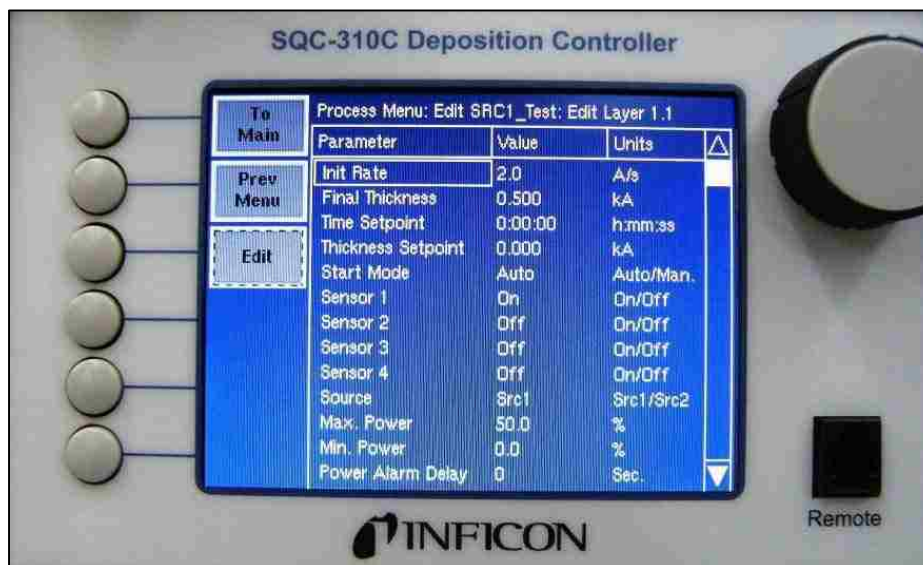 SQC-310C Deposition Controller
To Main
Process Menu: Edit SRC1_Test: Edit Layer 1.1
Parameter Value Units
Prev Menu
Init Rate 2.0 A/s
Final Thickness 0.500 kA
Time Setpoint 0:00:00 h:mm:ss
Edit
Thickness Setpoint 0.000 kA
Start Mode Auto Auto/Man.
Sensor 1 On On/Off
Sensor 2 Off On/Off
Sensor 3 Off On/Off
Sensor 4 Off On/Off
Source Src1 Src1/Src2
Max. Power 50.0 %
Min. Power 0.0 %
Power Alarm Delay 0 Sec.
INFICON
Remote